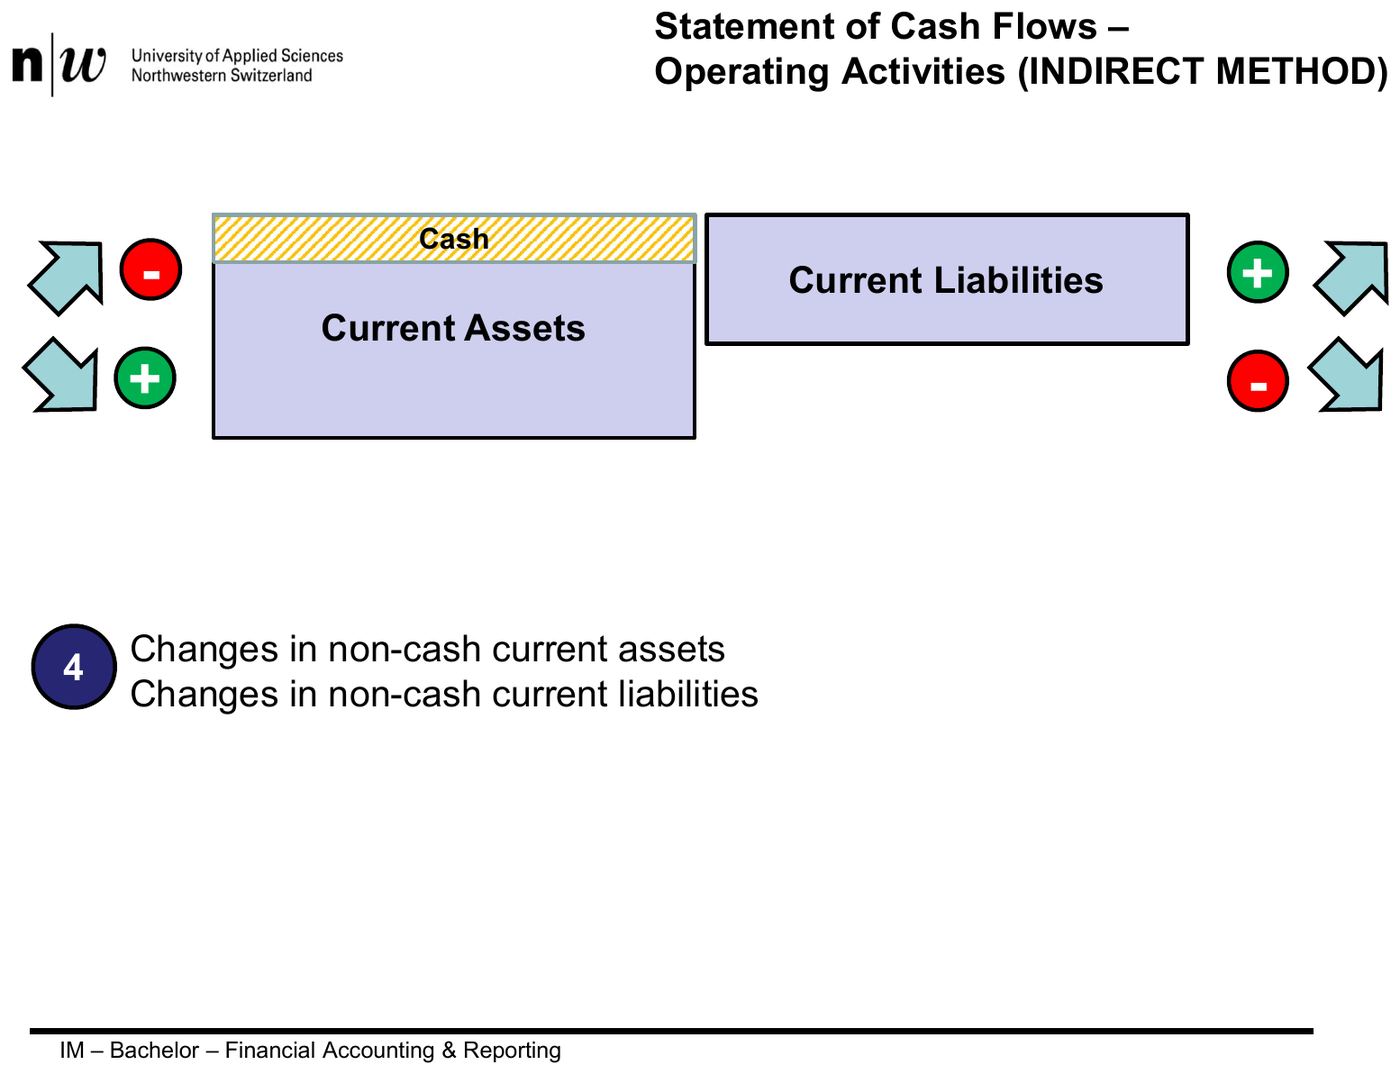 n|w University of Applied Sciences
Northwestern Switzerland
Statement of Cash Flows –
Operating Activities (INDIRECT METHOD)
Cash
Current Assets
Current Liabilities
-
+
+
-
4
Changes in non-cash current assets
Changes in non-cash current liabilities
IM – Bachelor – Financial Accounting & Reporting